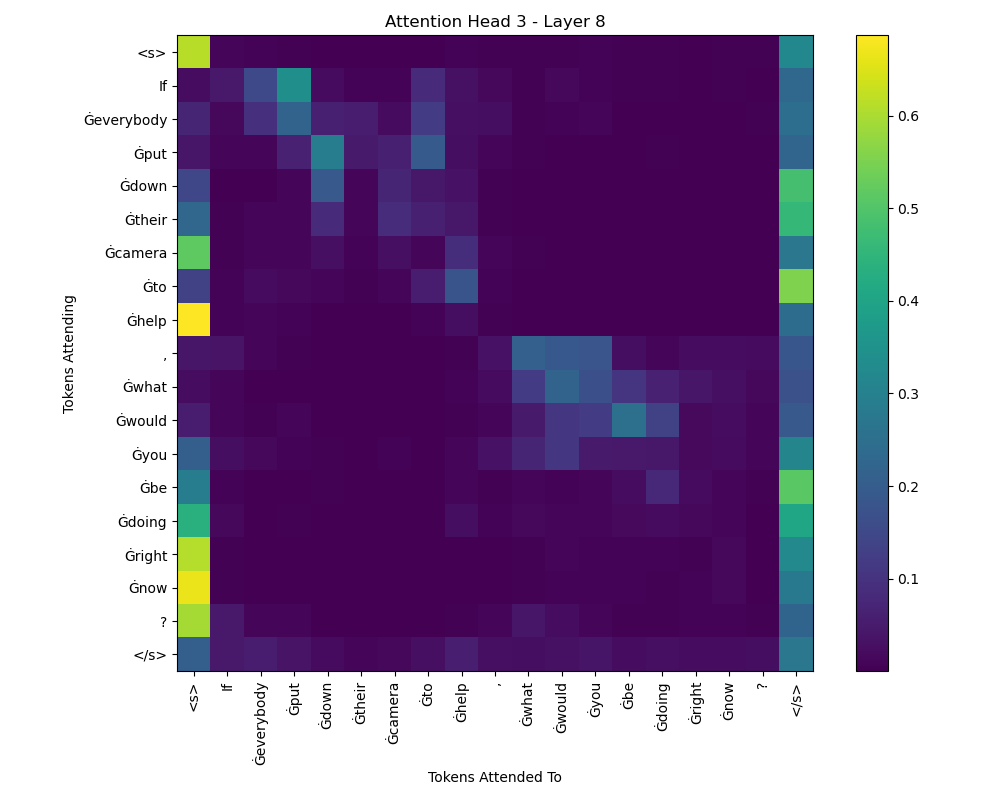 Attention Head 3 - Layer 8
Tokens Attending
<s>
If
Ġeverybody
Ġput
Ġdown
Ġtheir
Ġcamera
Ġto
Ġhelp
,
Ġwhat
Ġwould
Ġyou
Ġbe
Ġdoing
Ġright
Ġnow
?
</s>
<s>
If
Ġeverybody
Ġput
Ġdown
Ġtheir
Ġcamera
Ġto
Ġhelp
,
Ġwhat
Ġwould
Ġyou
Ġbe
Ġdoing
Ġright
Ġnow
?
</s>
Tokens Attended To
0.6
0.5
0.4
0.3
0.2
0.1